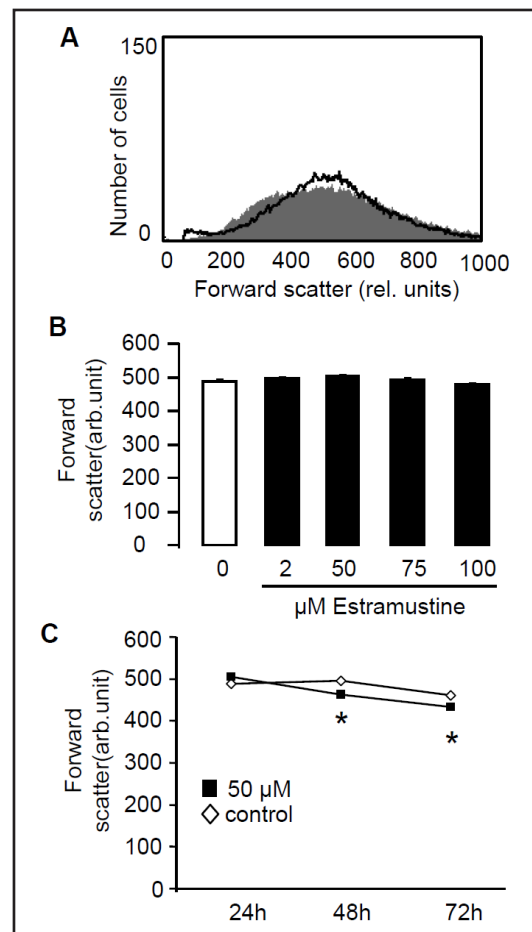 A
150
Number of cells
0
0 200 400 600 800 1000
Forward scatter (rel. units)
B
600
500
400
300
200
100
0
Forward
scatter(arb.unit)
0 2 50 75 100
µM Estramustine
C
600
500
400
300
200
100
0
Forward
scatter(arb.unit)
* *
50 µM
control
24h 48h 72h